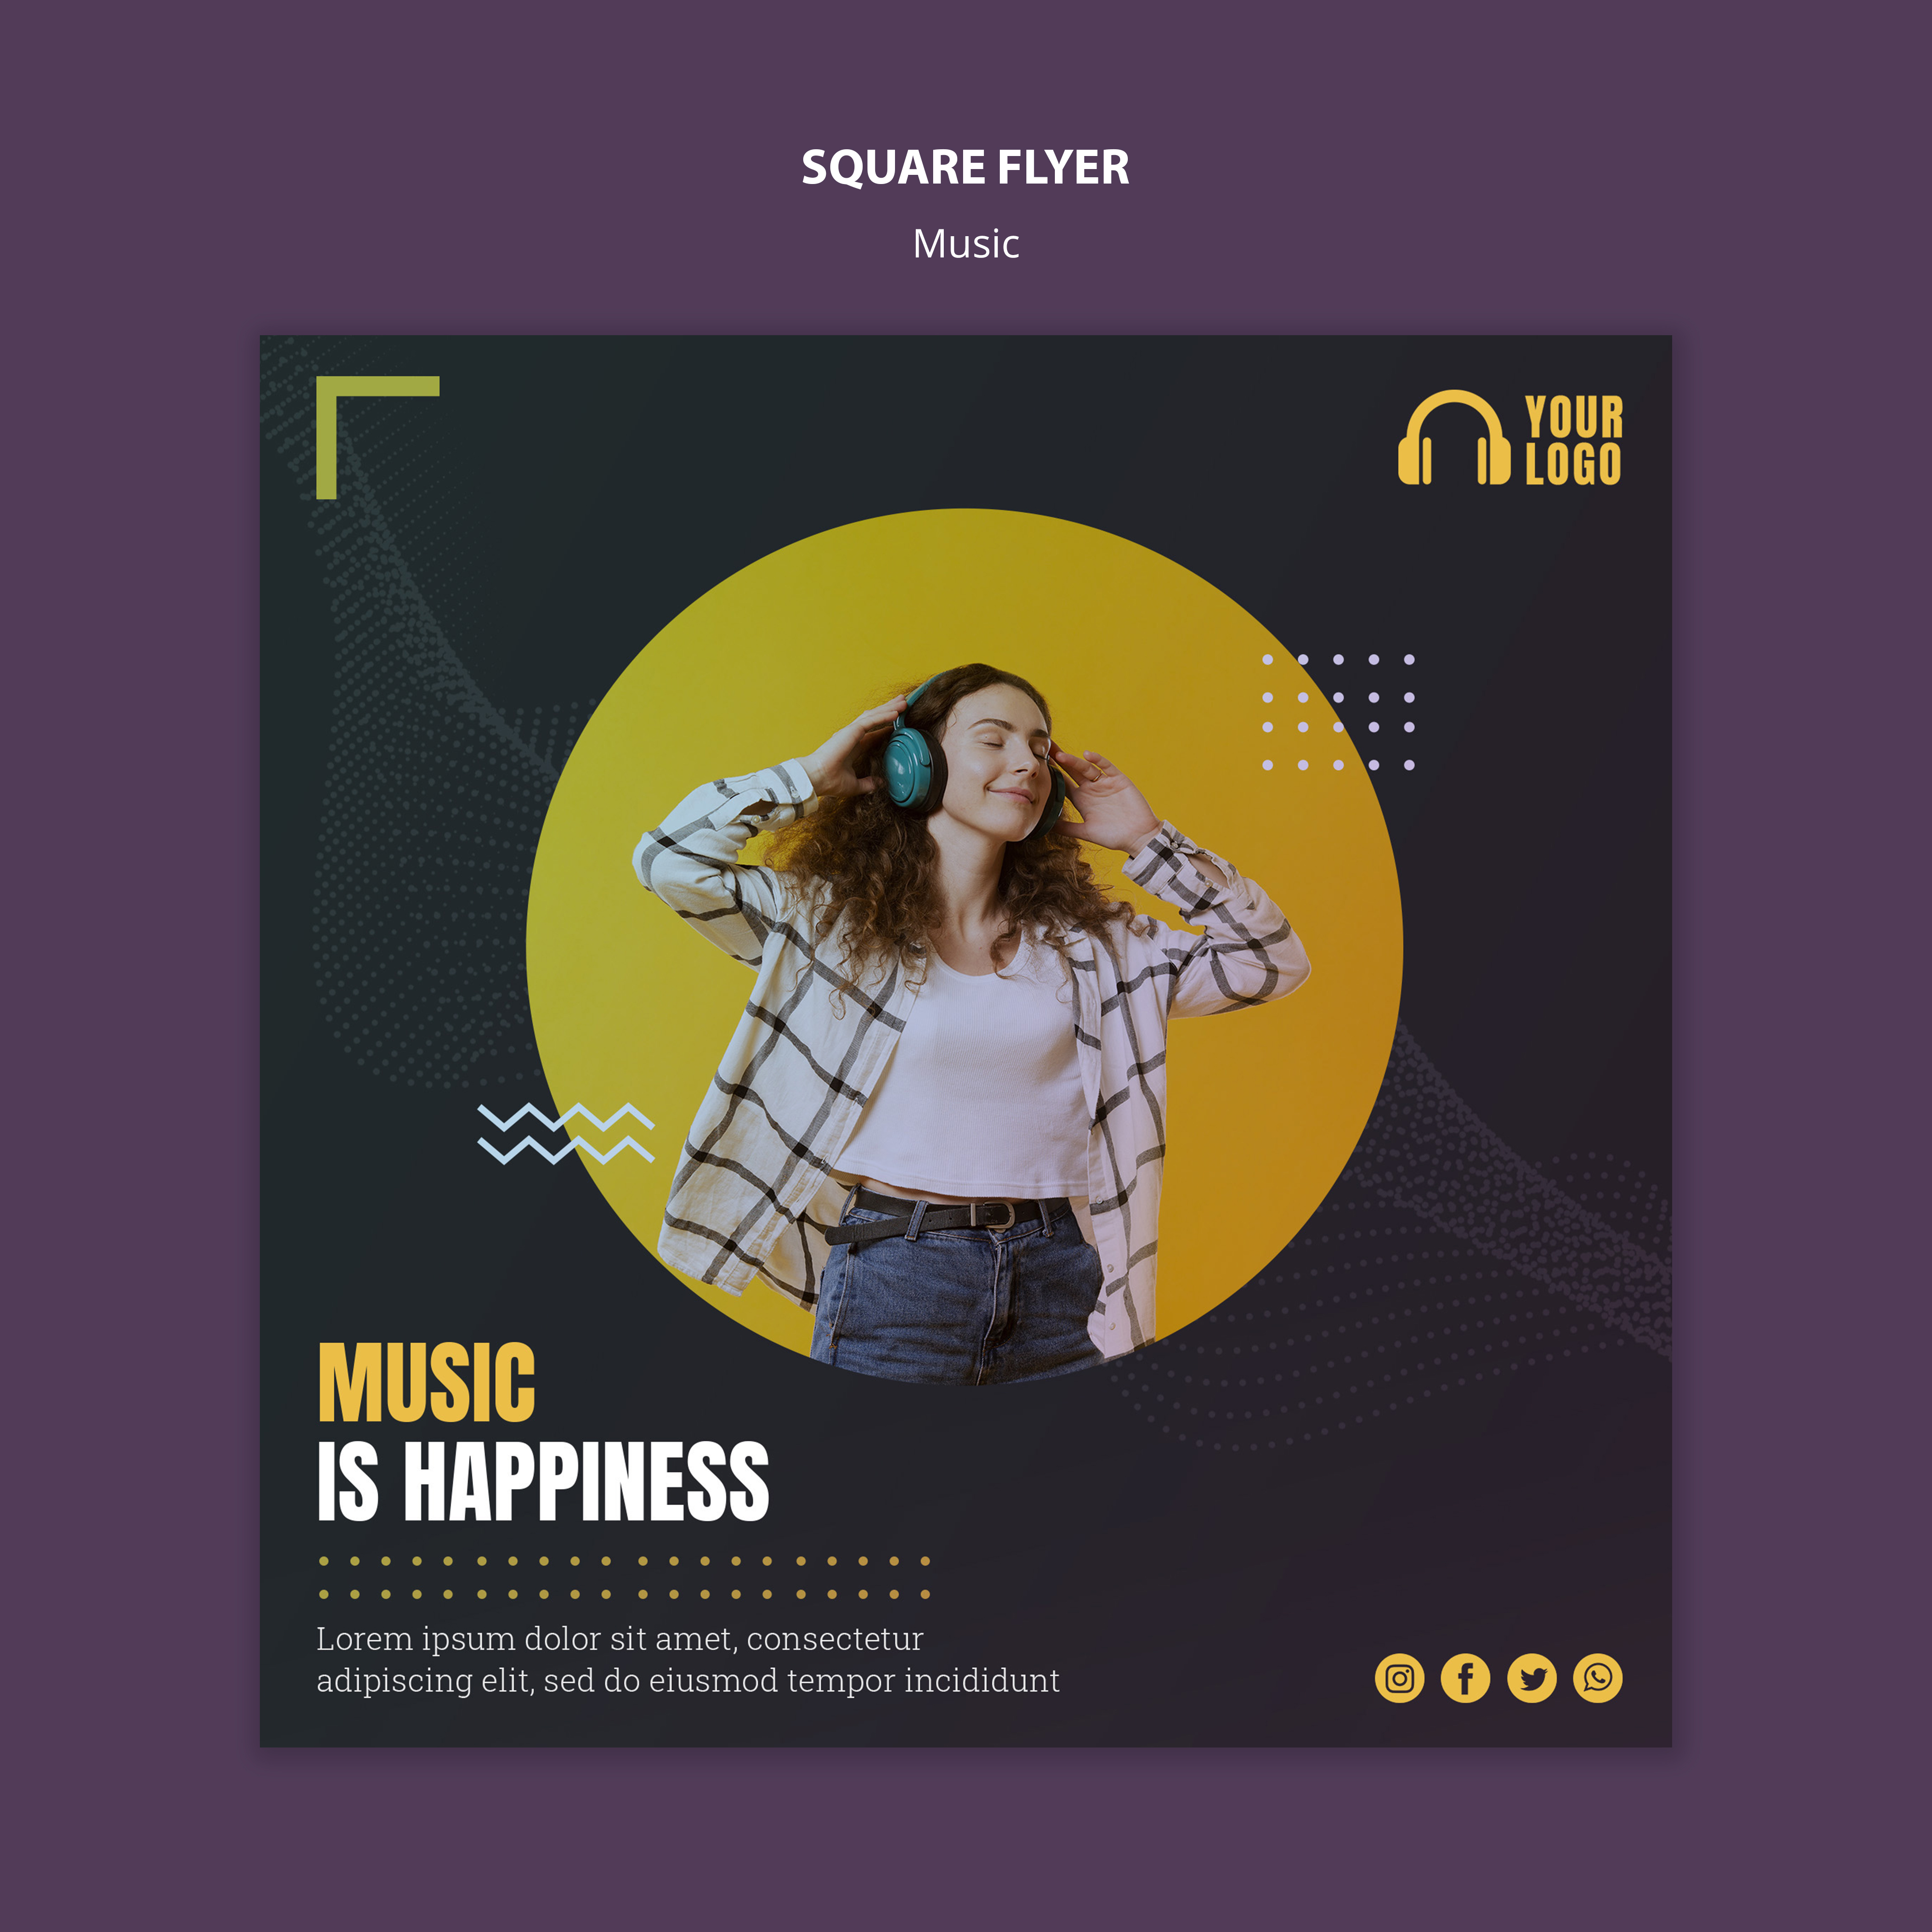 SQUARE FLYER
Music
YOUR
LOGO
MUSIC
IS HAPPINESS
Lorem ipsum dolor sit amet, consectetur
adipiscing elit, sed do eiusmod tempor incididunt